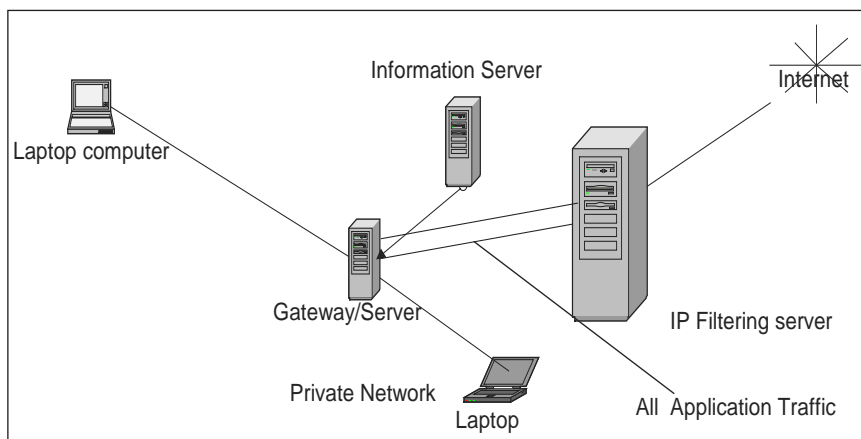 Information Server
Internet
Laptop computer
Gateway/Server
IP Filtering server
Private Network
Laptop
All Application Traffic